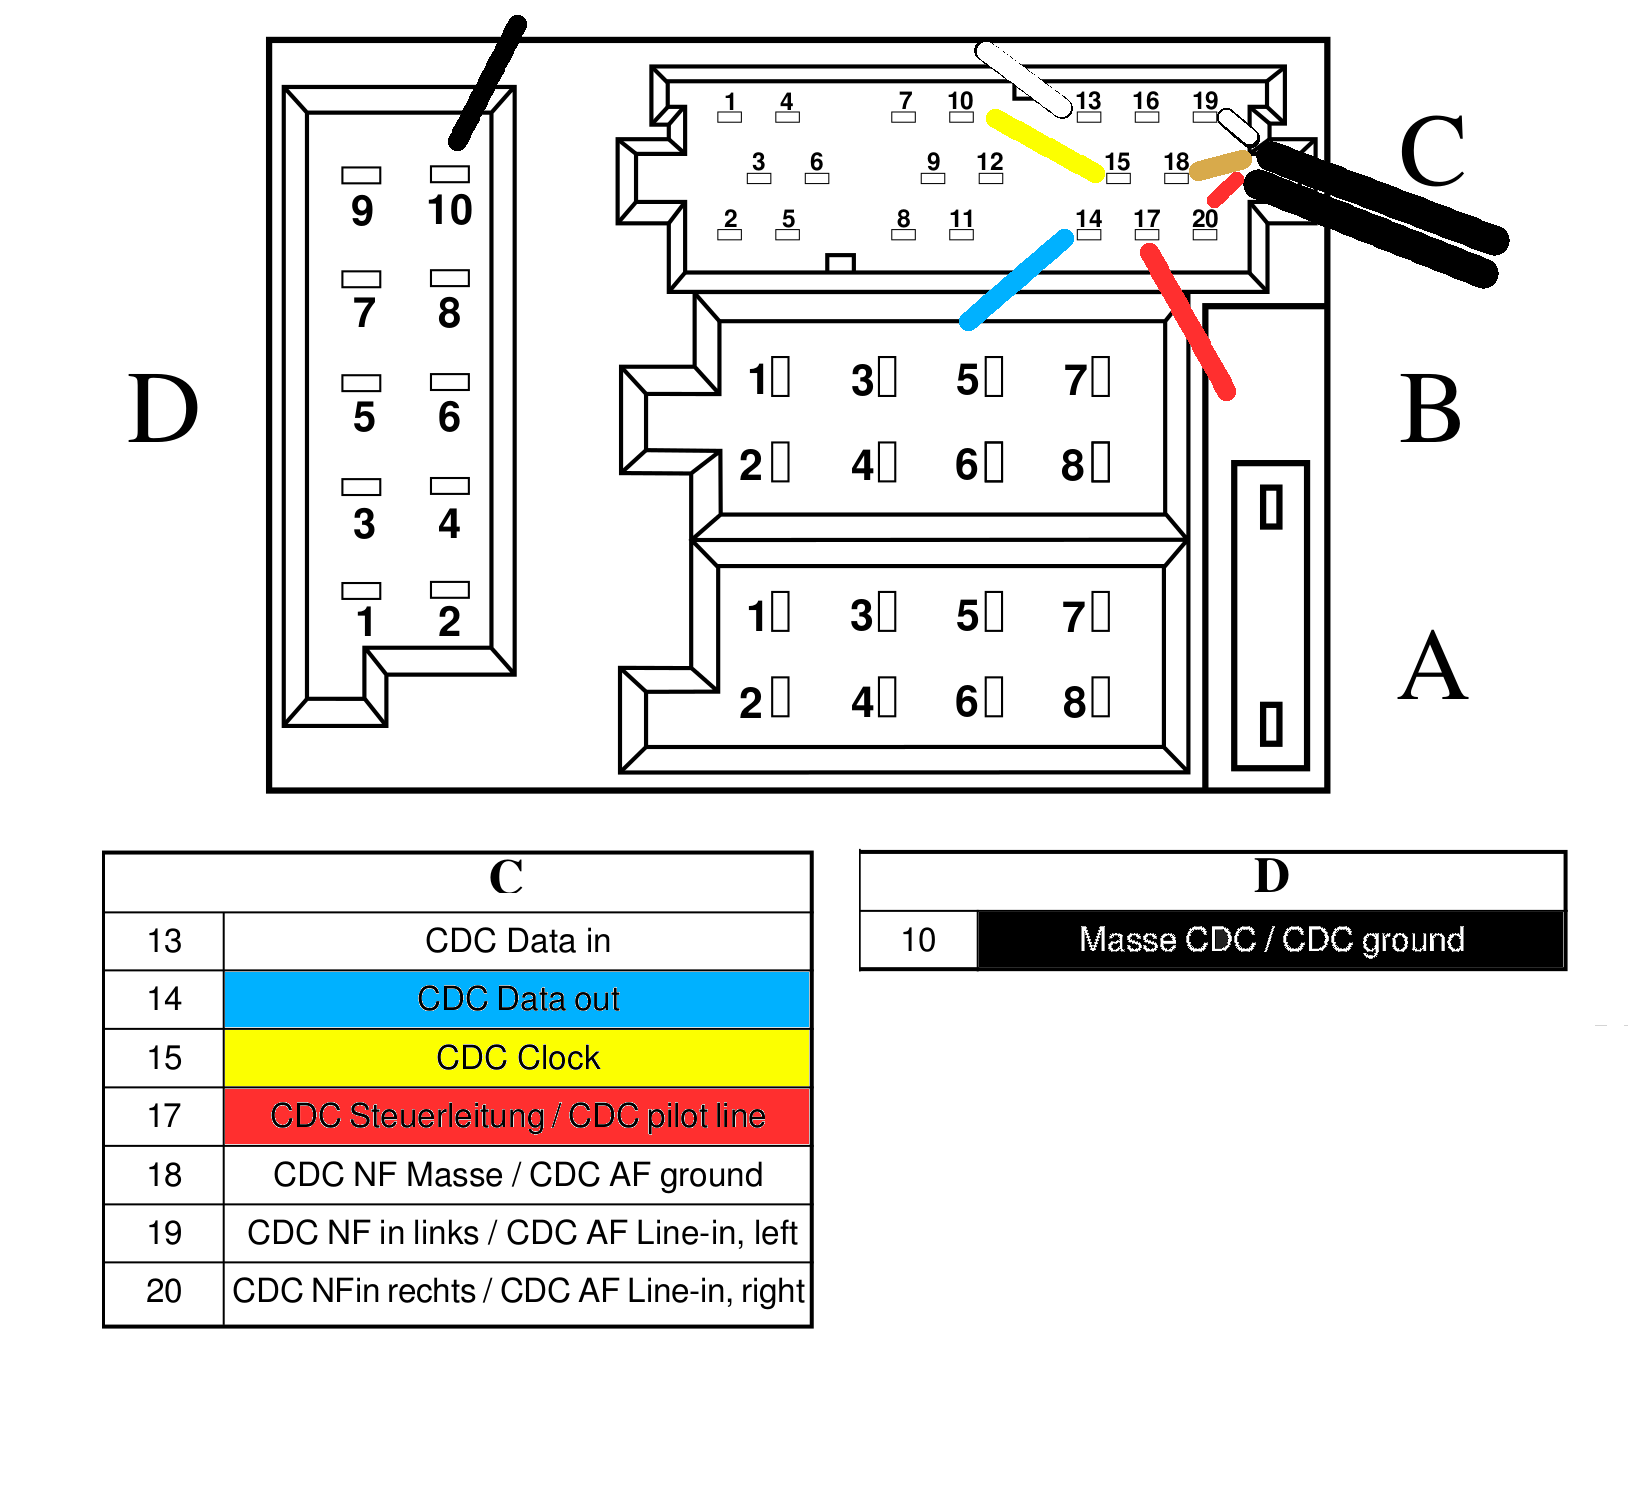 1 4 7 10 13 16 19
3 6 9 12 15 18
2 5 8 11 14 17 20
C
9 10
7 8
5 6
3 4
1 2
D
1 3 5 7
2 4 6 8
B
1 3 5 7
2 4 6 8
A
C
13 CDC Data in
14 CDC Data out
15 CDC Clock
17 CDC Steuerleitung / CDC pilot line
18 CDC NF Masse / CDC AF ground
19 CDC NF in links / CDC AF Line-in, left
20 CDC NFin rechts / CDC AF Line-in, right
D
10 Masse CDC / CDC ground